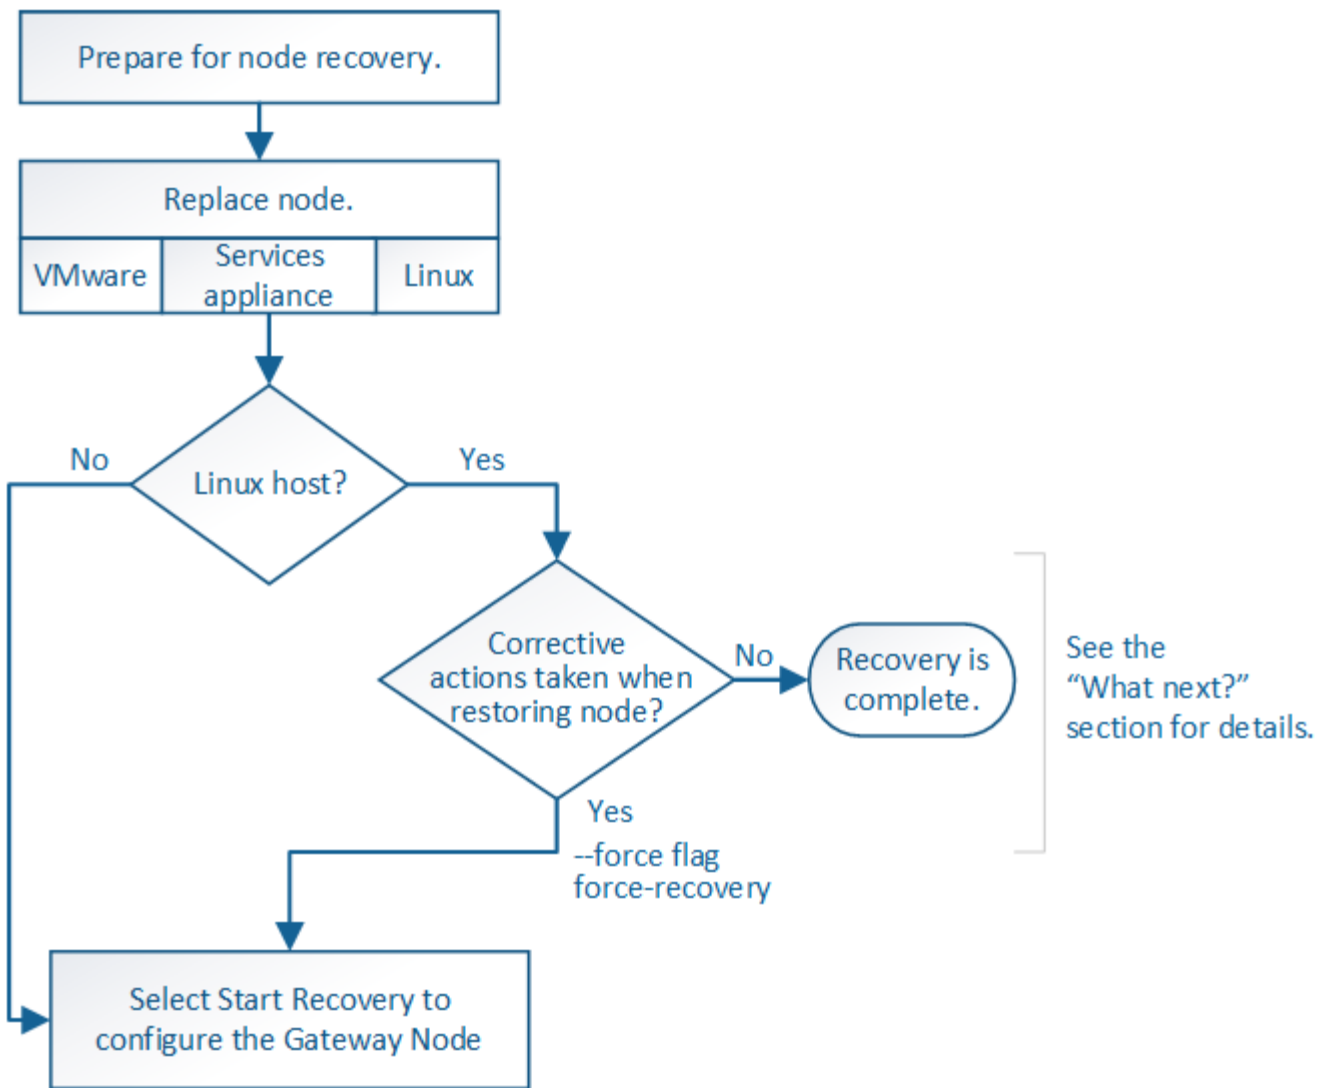 Prepare for node recovery.
Replace node.
VMware
Services
appliance
Linux
Linux host?
No
Yes
Corrective
actions taken when
restoring node?
No
Recovery is
complete.
See the
“What next?”
section for details.
Yes
--force flag
force-recovery
Select Start Recovery to
configure the Gateway Node